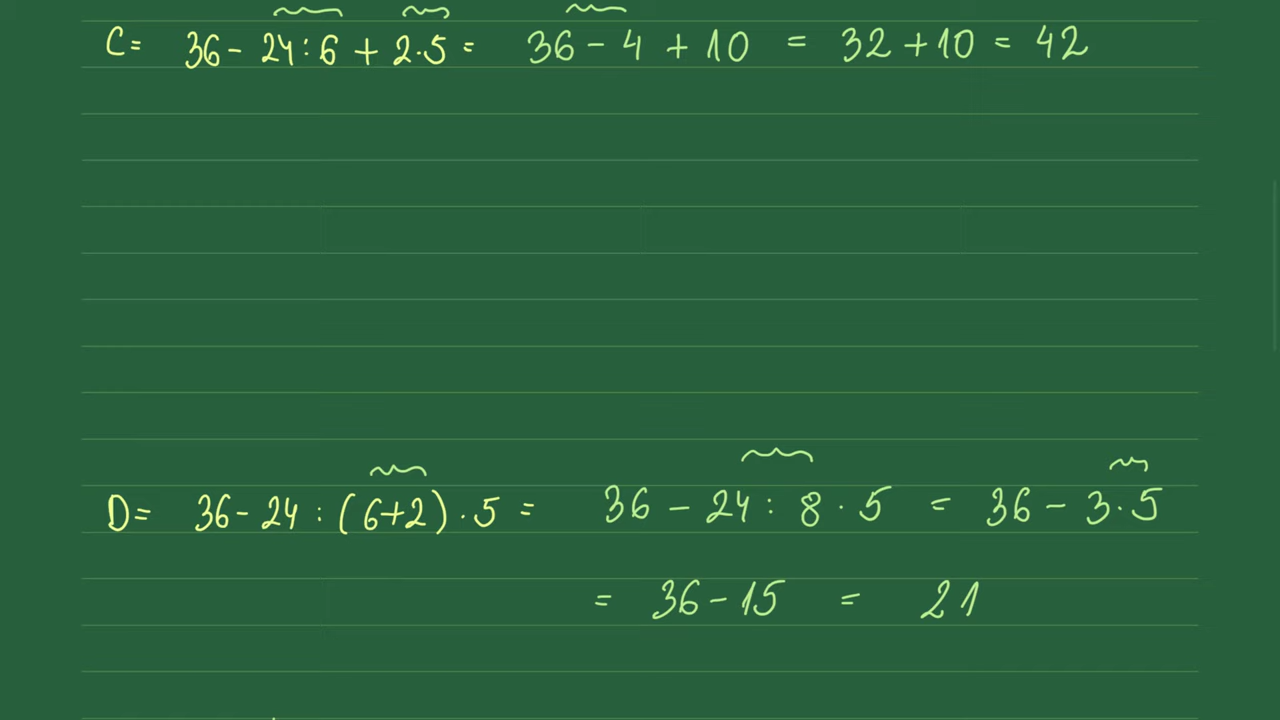 C= 36- 24:6 + 2·5 = 36 - 4 + 10 = 32 + 10 = 42
D= 36- 24 : (6+2) · 5 = 36 - 24 : 8 · 5 = 36 - 3·5
= 36 - 15 = 21